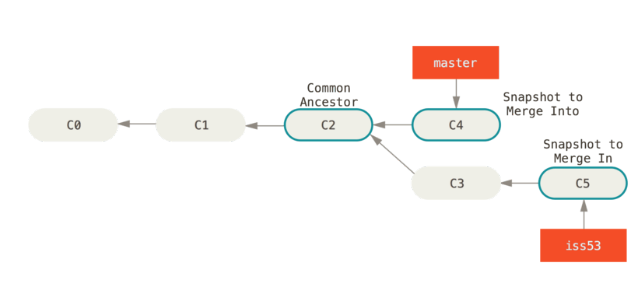 master
Common
Ancestor
Snapshot to
Merge Into
C0
C1
C2
C4
Snapshot to
Merge In
C3
C5
iss53